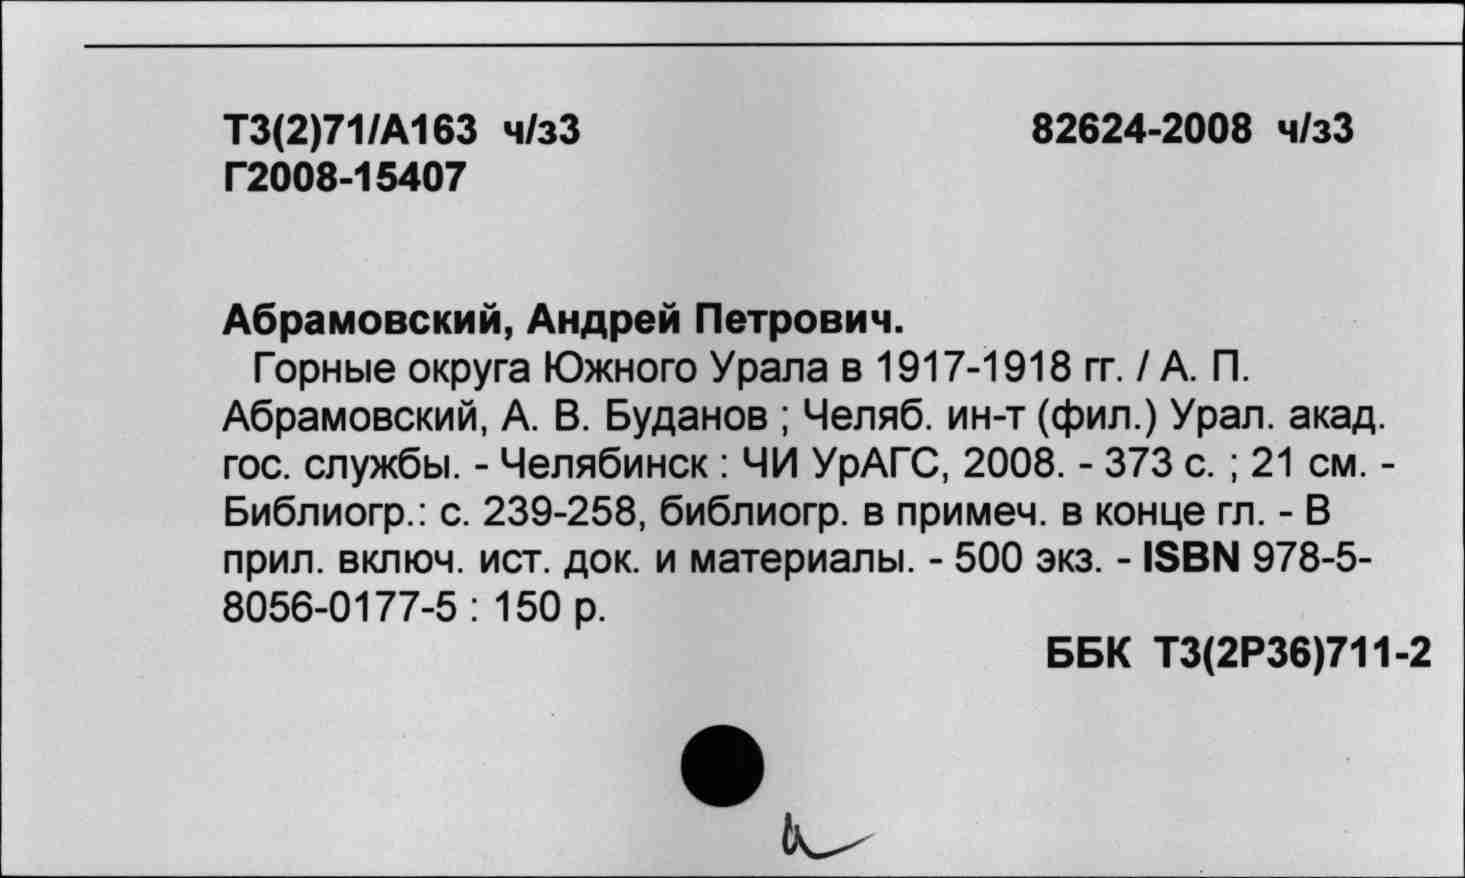 Т3(2)71/А163 ч/з3 82624-2008 ч/з3
Г2008-15407
Абрамовский, Андрей Петрович.
Горные округа Южного Урала в 1917-1918 гг. / А. П.
Абрамовский, А. В. Буданов ; Челяб. ин-т (фил.) Урал. акад.
гос. службы. - Челябинск : ЧИ УрАГС, 2008. - 373 с. ; 21 см. -
Библиогр.: с. 239-258, библиогр. в примеч. в конце гл. - В
прил. включ. ист. док. и материалы. - 500 экз. - ISBN 978-5-
8056-0177-5 : 150 р.
ББК Т3(2Р36)711-2